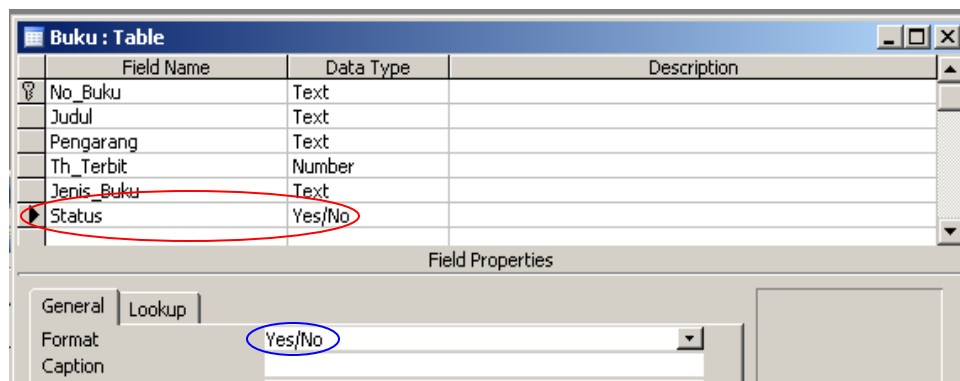 Buku : Table
Field Name Data Type Description
No_Buku Text
Judul Text
Pengarang Text
Th_Terbit Number
Jenis_Buku Text
Status Yes/No
Field Properties
General Lookup
Format Yes/No
Caption